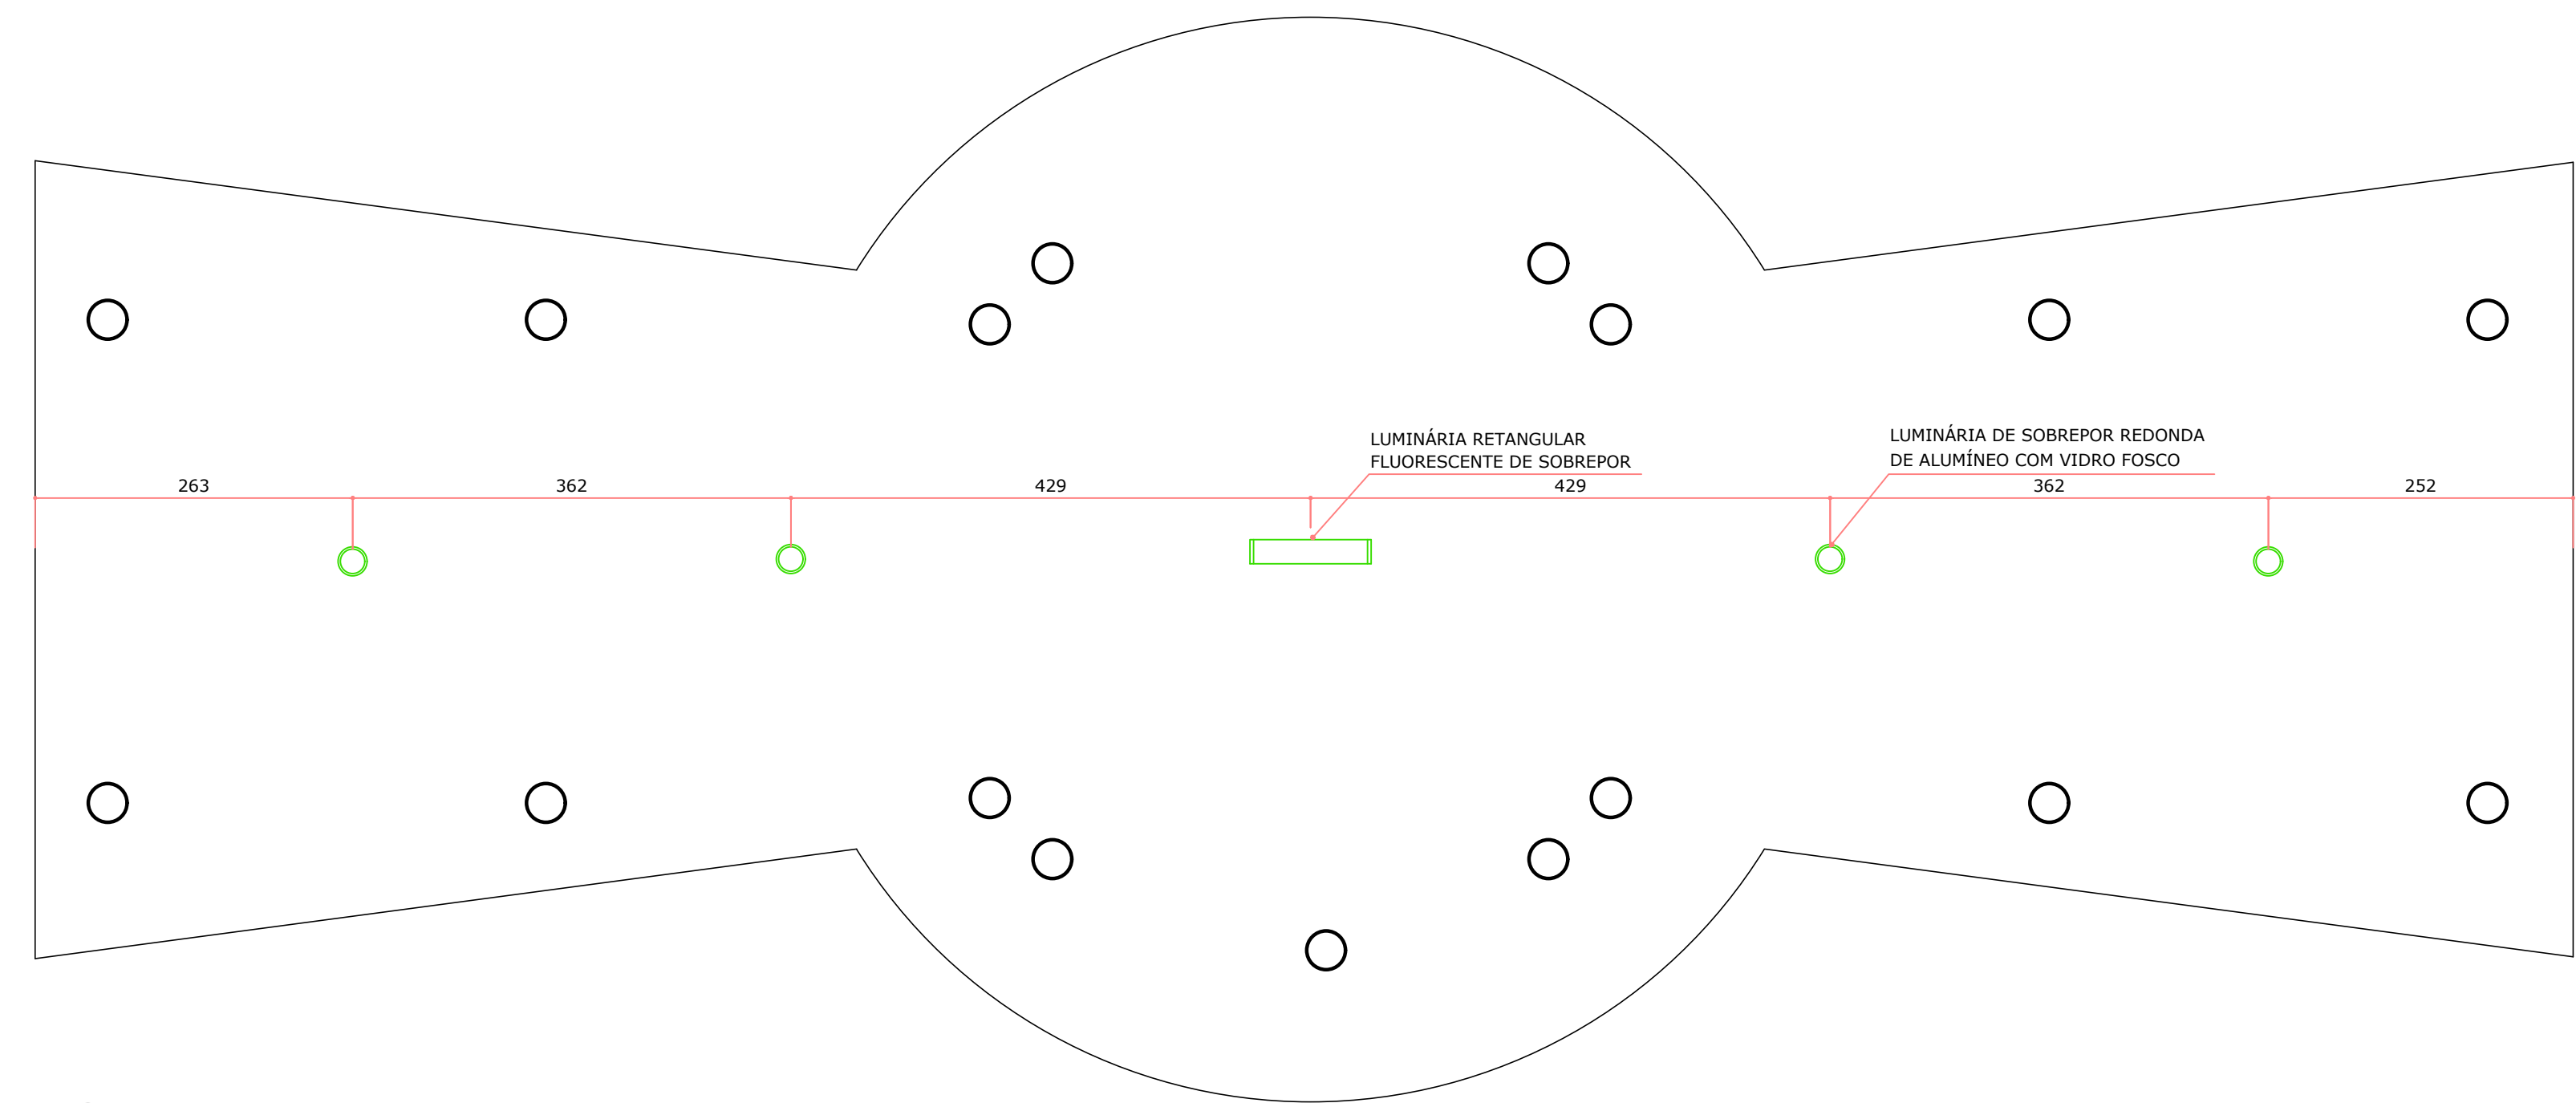 LUMINÁRIA RETANGULAR
FLUORESCENTE DE SOBREPOR
LUMINÁRIA DE SOBREPOR REDONDA
DE ALUMÍNEO COM VIDRO FOSCO
263
362
429
429
362
252